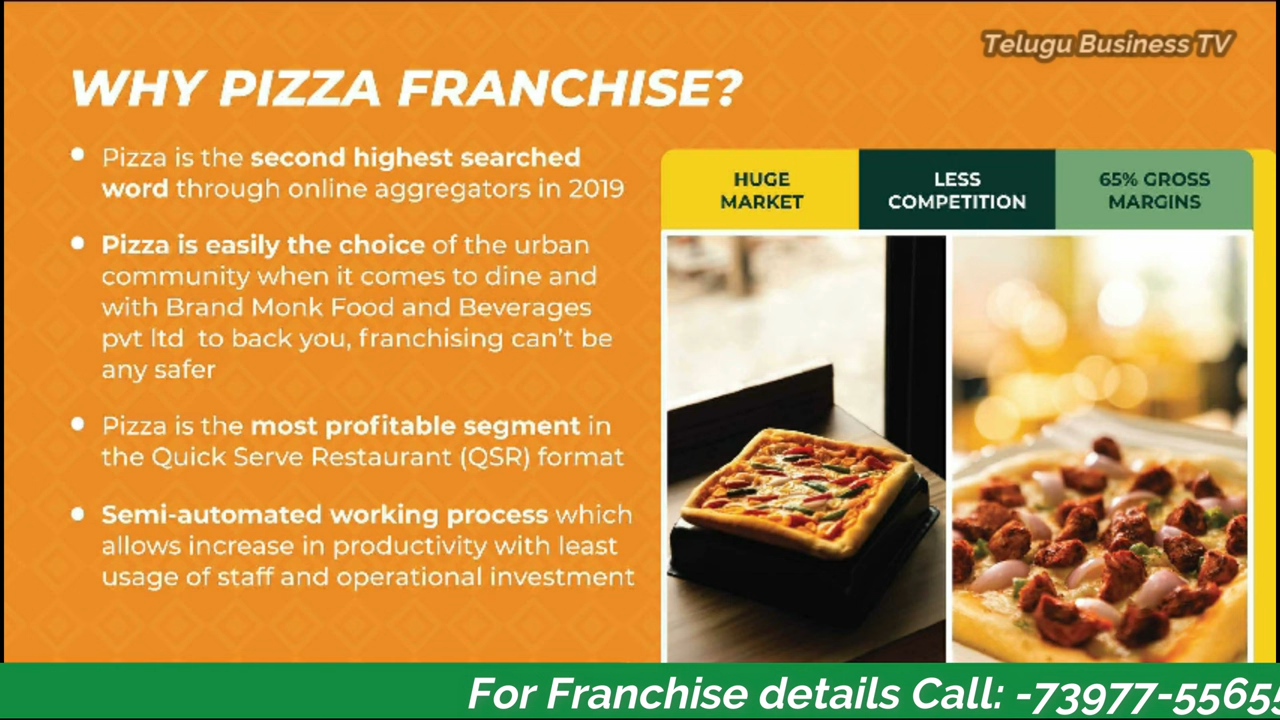 Telugu Business TV
WHY PIZZA FRANCHISE?
Pizza is the second highest searched
word through online aggregators in 2019
Pizza is easily the choice of the urban
community when it comes to dine and
with Brand Monk Food and Beverages
pvt ltd to back you, franchising can't be
any safer
Pizza is the most profitable segment in
the Quick Serve Restaurant (QSR) format
Semi-automated working process which
allows increase in productivity with least
usage of staff and operational investment
HUGE
MARKET
LESS
COMPETITION
65% GROSS
MARGINS
For Franchise details Call: -73977-5565